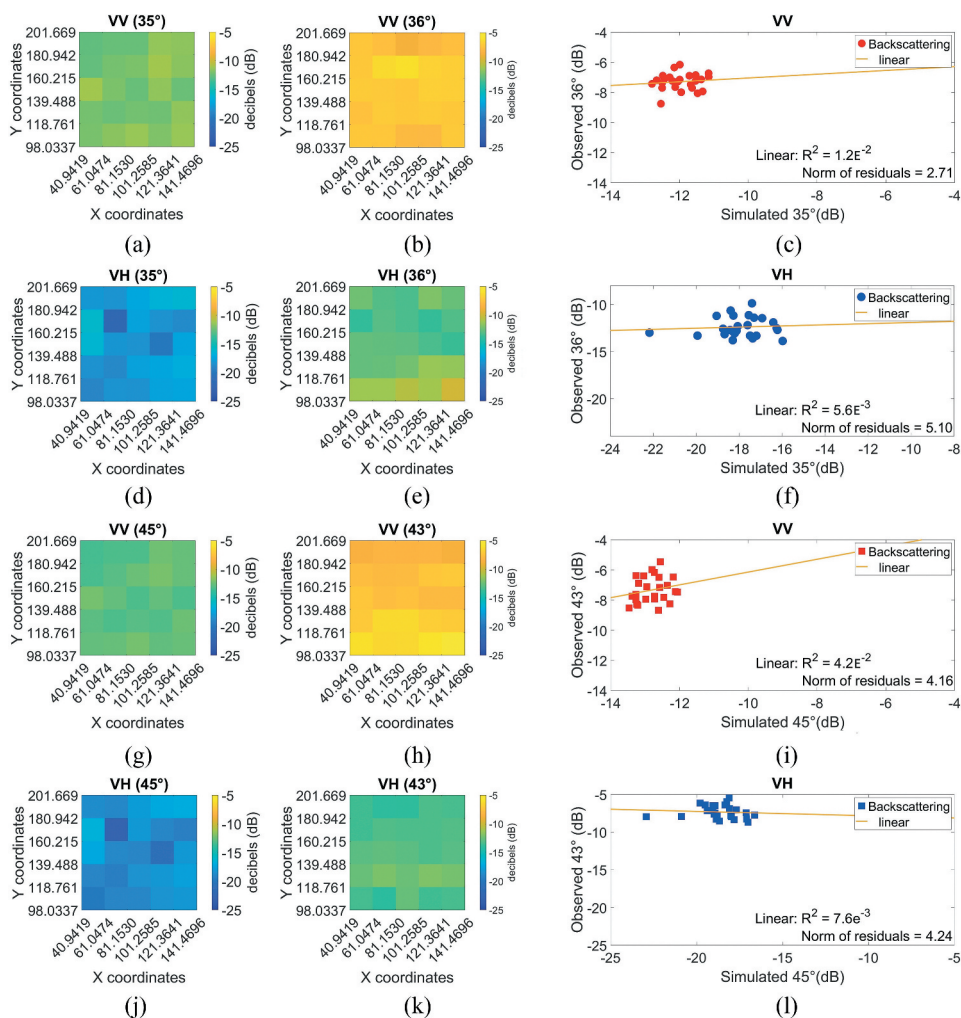 VV (35°)
201.669
180.942
160.215
139.488
118.761
98.0337
Y coordinates
40.9419
61.0474
81.1530
101.2585
121.3641
141.4696
X coordinates
-5
-10
-15
-20
-25
decibels (dB)
(a)
VV (36°)
201.669
180.942
160.215
139.488
118.761
98.0337
Y coordinates
40.9419
61.0474
81.1530
101.2585
121.3641
141.4696
X coordinates
-5
-10
-15
-20
-25
decibels (dB)
(b)
VV
-4
-6
-8
-10
-12
-14
Observed 36° (dB)
Backscattering
linear
Linear: R² = 1.2E⁻²
Norm of residuals = 2.71
-14 -12 -10 -8 -6 -4
Simulated 35°(dB)
(c)
VH (35°)
201.669
180.942
160.215
139.488
118.761
98.0337
Y coordinates
40.9419
61.0474
81.1530
101.2585
121.3641
141.4696
X coordinates
-5
-10
-15
-20
-25
decibels (dB)
(d)
VH (36°)
201.669
180.942
160.215
139.488
118.761
98.0337
Y coordinates
40.9419
61.0474
81.1530
101.2585
121.3641
141.4696
X coordinates
-5
-10
-15
-20
-25
decibels (dB)
(e)
VH
-10
-15
-20
Observed 36° (dB)
Backscattering
linear
Linear: R² = 5.6E⁻³
Norm of residuals = 5.10
-24 -22 -20 -18 -16 -14 -12 -10 -8
Simulated 35°(dB)
(f)
VV (45°)
201.669
180.942
160.215
139.488
118.761
98.0337
Y coordinates
40.9419
61.0474
81.1530
101.2585
121.3641
141.4696
X coordinates
-5
-10
-15
-20
-25
decibels (dB)
(g)
VV (43°)
201.669
180.942
160.215
139.488
118.761
98.0337
Y coordinates
40.9419
61.0474
81.1530
101.2585
121.3641
141.4696
X coordinates
-5
-10
-15
-20
-25
decibels (dB)
(h)
VV
-4
-6
-8
-10
-12
-14
Observed 43° (dB)
Backscattering
linear
Linear: R² = 4.2E⁻²
Norm of residuals = 4.16
-14 -12 -10 -8 -6 -4
Simulated 45°(dB)
(i)
VH (45°)
201.669
180.942
160.215
139.488
118.761
98.0337
Y coordinates
40.9419
61.0474
81.1530
101.2585
121.3641
141.4696
X coordinates
-5
-10
-15
-20
-25
decibels (dB)
(j)
VH (43°)
201.669
180.942
160.215
139.488
118.761
98.0337
Y coordinates
40.9419
61.0474
81.1530
101.2585
121.3641
141.4696
X coordinates
-5
-10
-15
-20
-25
decibels (dB)
(k)
VH
-5
-10
-15
-20
-25
Observed 43° (dB)
Backscattering
linear
Linear: R² = 7.6e⁻³
Norm of residuals = 4.24
-25 -20 -15 -10 -5
Simulated 45°(dB)
(l)